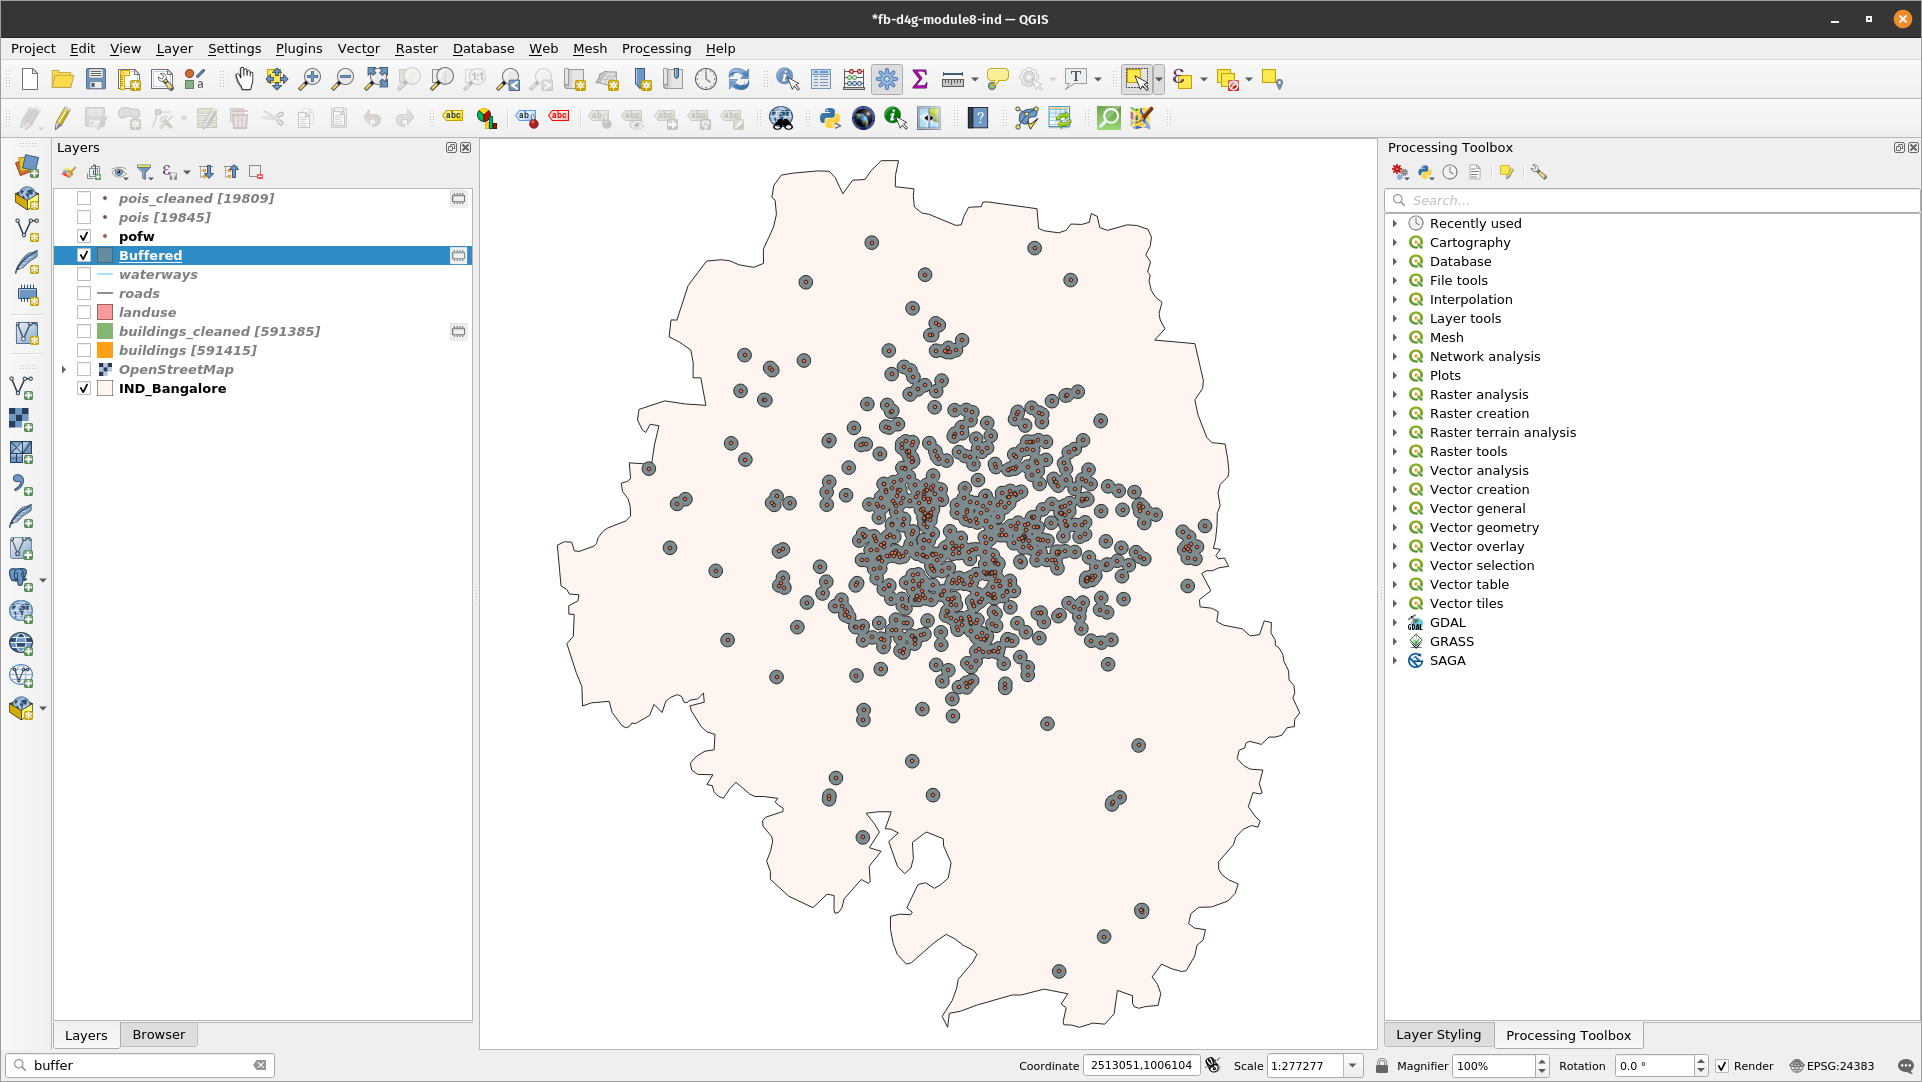 *fb-d4g-module8-ind — QGIS
Project Edit View Layer Settings Plugins Vector Raster Database Web Mesh Processing Help
Layers
pois_cleaned [19809]
pois [19845]
pofw
Buffered
waterways
roads
landuse
buildings_cleaned [591385]
buildings [591415]
OpenStreetMap
IND_Bangalore
Layers Browser
Processing Toolbox
Search...
Recently used
Cartography
Database
File tools
Interpolation
Layer tools
Mesh
Network analysis
Plots
Raster analysis
Raster creation
Raster terrain analysis
Raster tools
Vector analysis
Vector creation
Vector general
Vector geometry
Vector overlay
Vector selection
Vector table
Vector tiles
GDAL
GRASS
SAGA
Layer Styling Processing Toolbox
buffer Coordinate 2513051,1006104 Scale 1:277277 Magnifier 100% Rotation 0.0 ° Render EPSG:24383